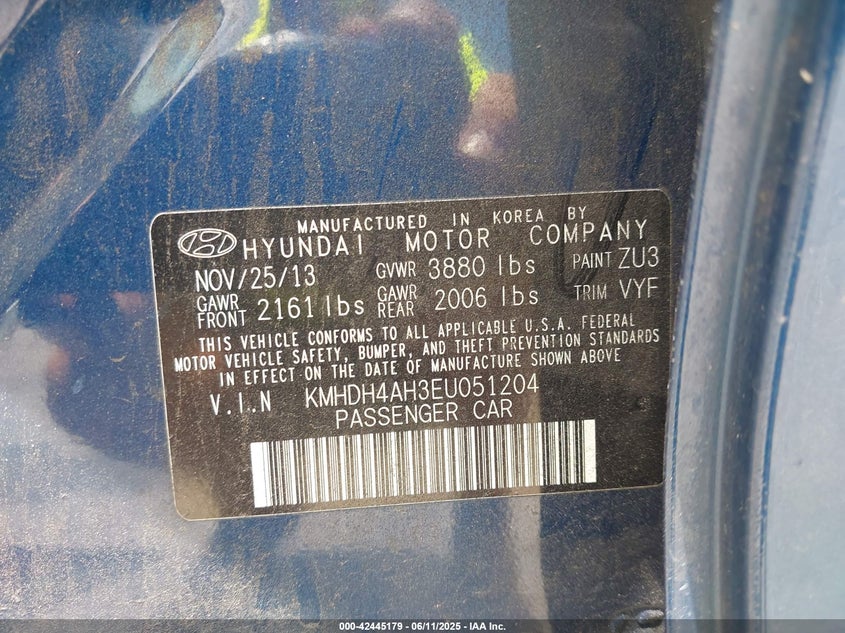 MANUFACTURED IN KOREA BY
HYUNDAI MOTOR COMPANY
NOV/25/13 GVWR 3880 lbs PAINT ZU3
GAWR FRONT 2161 lbs GAWR REAR 2006 lbs TRIM VYF
THIS VEHICLE CONFORMS TO ALL APPLICABLE U.S.A. FEDERAL
MOTOR VEHICLE SAFETY, BUMPER, AND THEFT PREVENTION STANDARDS
IN EFFECT ON THE DATE OF MANUFACTURE SHOWN ABOVE
V.I.N KMHDH4AH3EU051204
PASSENGER CAR
000-42445179 - 06/11/2025 - IAA Inc.